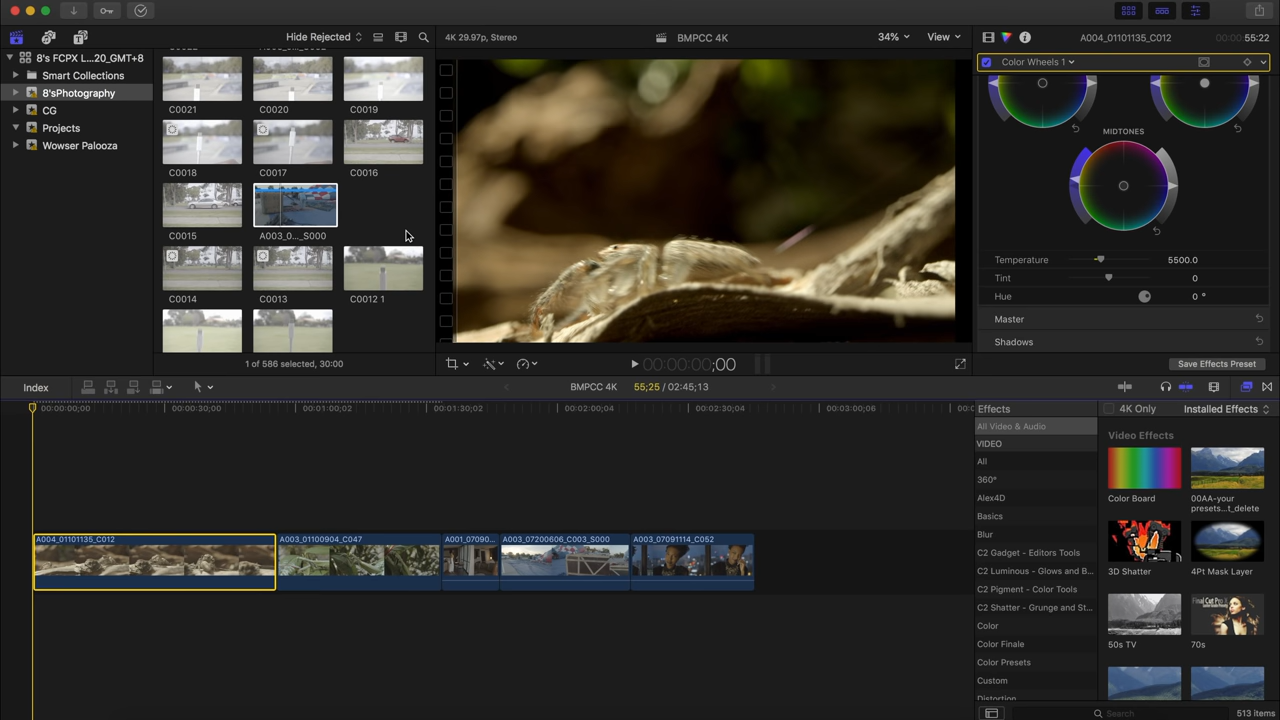 Hide Rejected
4K 29.97p, Stereo
BMPCC 4K
34%
View
A004_01101135_C012
00:00:55:22
8's FCPX L...20_GMT+8
Smart Collections
8'sPhotography
CG
Projects
Wowser Palooza
C0021
C0020
C0019
C0018
C0017
C0016
C0015
A003_0..._S000
C0014
C0013
C0012 1
1 of 586 selected, 30:00
00:00:00;00
Color Wheels 1
MIDTONES
Temperature 5500.0
Tint 0
Hue 0 °
Master
Shadows
Save Effects Preset
Index
BMPCC 4K
55;25 / 02:45;13
00:00:00;00
00:00:30;00
00:01:00;02
00:01:30;02
00:02:00;04
00:02:30;04
00:03:00;06
A004_01101135_C012
A003_01100904_C047
A001_07090...
A003_07200606_C003_S000
A003_07091114_C052
Effects
4K Only
Installed Effects
All Video & Audio
VIDEO
All
360°
Alex4D
Basics
Blur
C2 Gadget - Editors Tools
C2 Luminous - Glows and B...
C2 Pigment - Color Tools
C2 Shatter - Grunge and St...
Color
Color Finale
Color Presets
Custom
Distortion
Video Effects
Color Board
00AA-your
presets...t_delete
3D Shatter
4Pt Mask Layer
50s TV
Final Cut Pro X
70s
Search
513 items